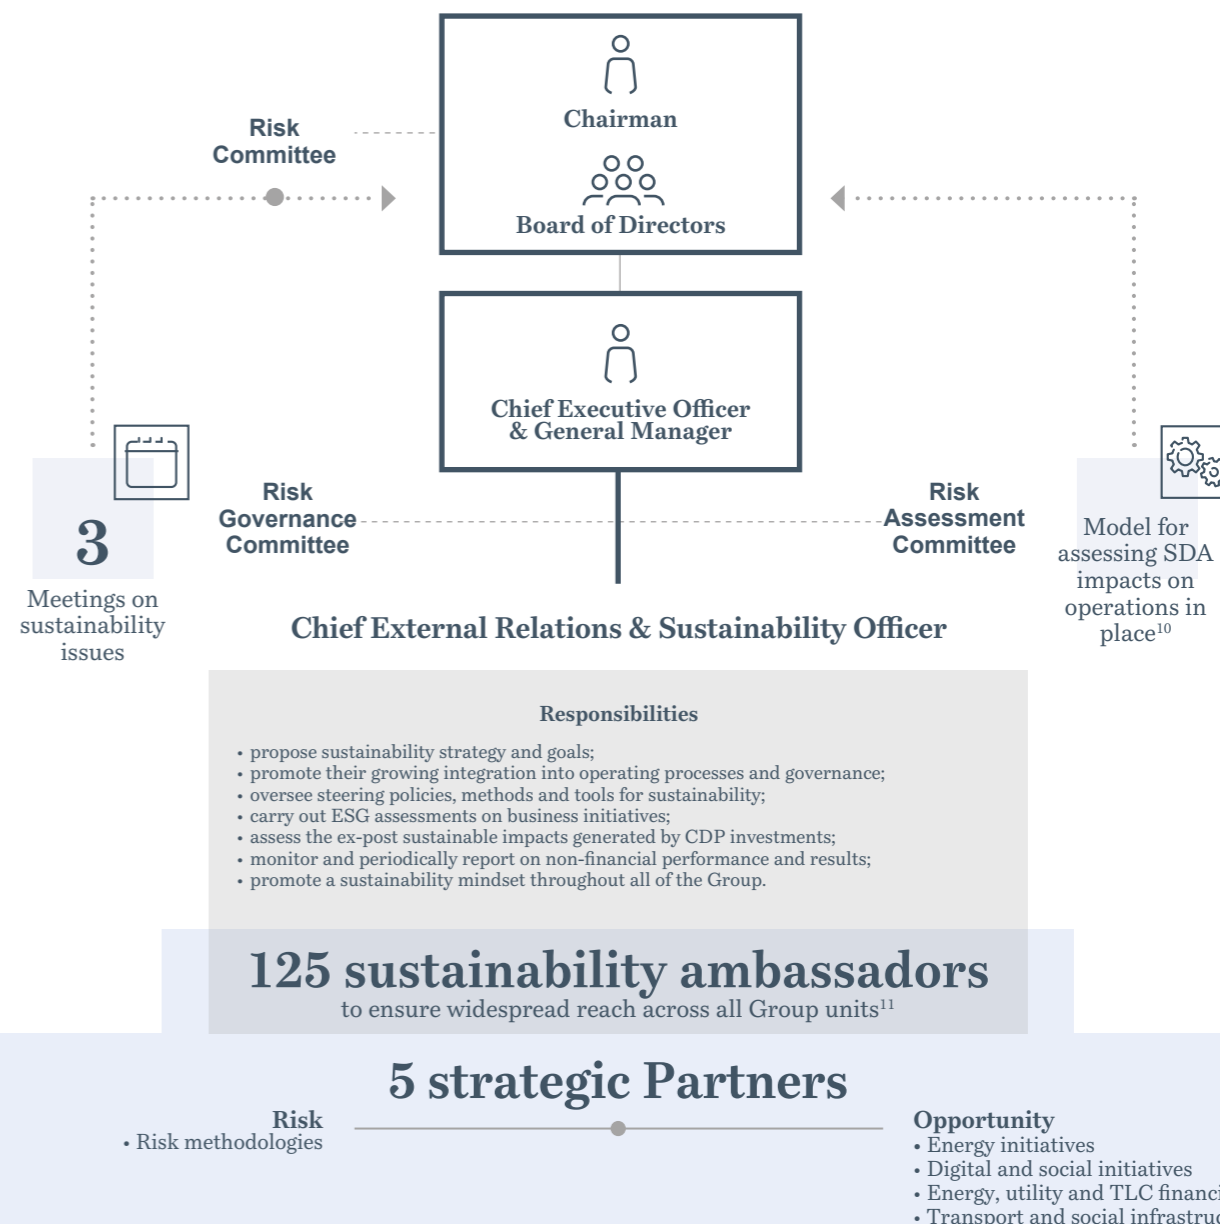 Chairman
Risk
Committee
Board of Directors
Chief Executive Officer
& General Manager
Risk
Governance
Committee
Risk
Assessment
Committee
3
Meetings on
sustainability
issues
Model for
assessing SDA
impacts on
operations in
place¹⁰
Chief External Relations & Sustainability Officer
Responsibilities
• propose sustainability strategy and goals;
• promote their growing integration into operating processes and governance;
• oversee steering policies, methods and tools for sustainability;
• carry out ESG assessments on business initiatives;
• assess the ex-post sustainable impacts generated by CDP investments;
• monitor and periodically report on non-financial performance and results;
• promote a sustainability mindset throughout all of the Group.
125 sustainability ambassadors
to ensure widespread reach across all Group units¹¹
5 strategic Partners
Risk
• Risk methodologies
Opportunity
• Energy initiatives
• Digital and social initiatives
• Energy, utility and TLC
• Transport and social